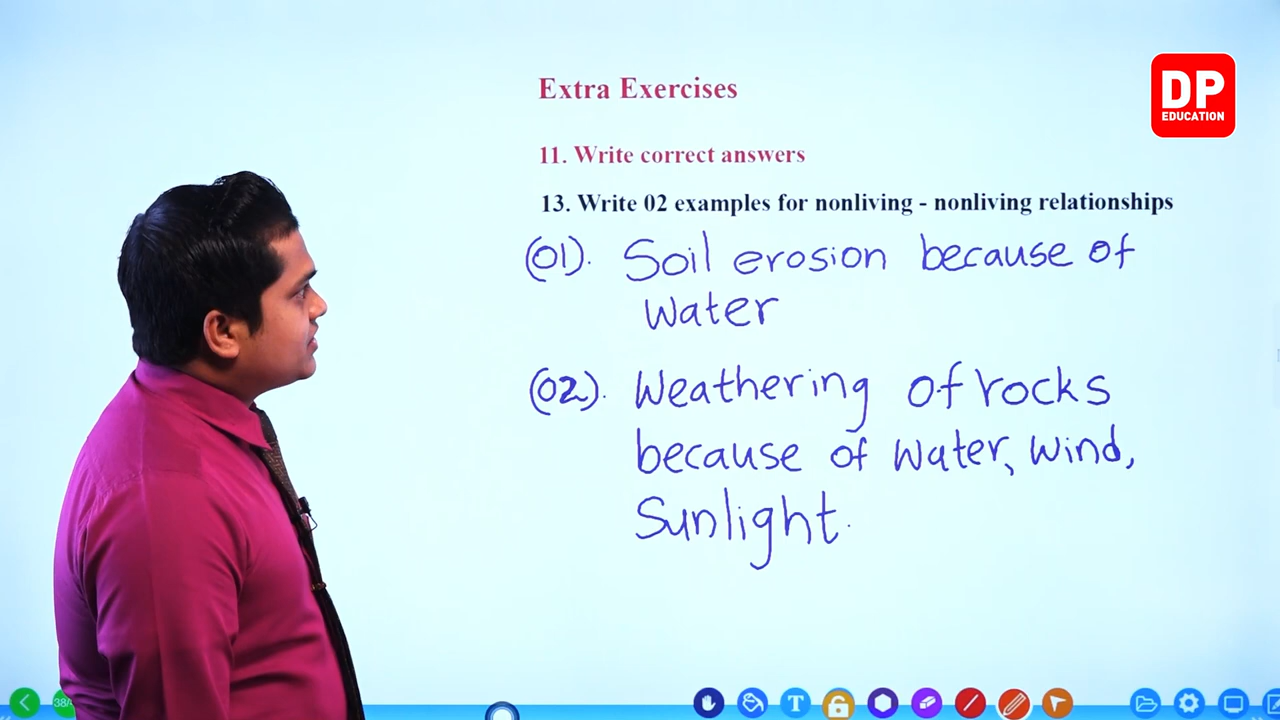 DP
EDUCATION
Extra Exercises
11. Write correct answers
13. Write 02 examples for nonliving - nonliving relationships
(01). Soil erosion because of
water
(02). Weathering of rocks
because of water, wind,
Sunlight.
38/
T